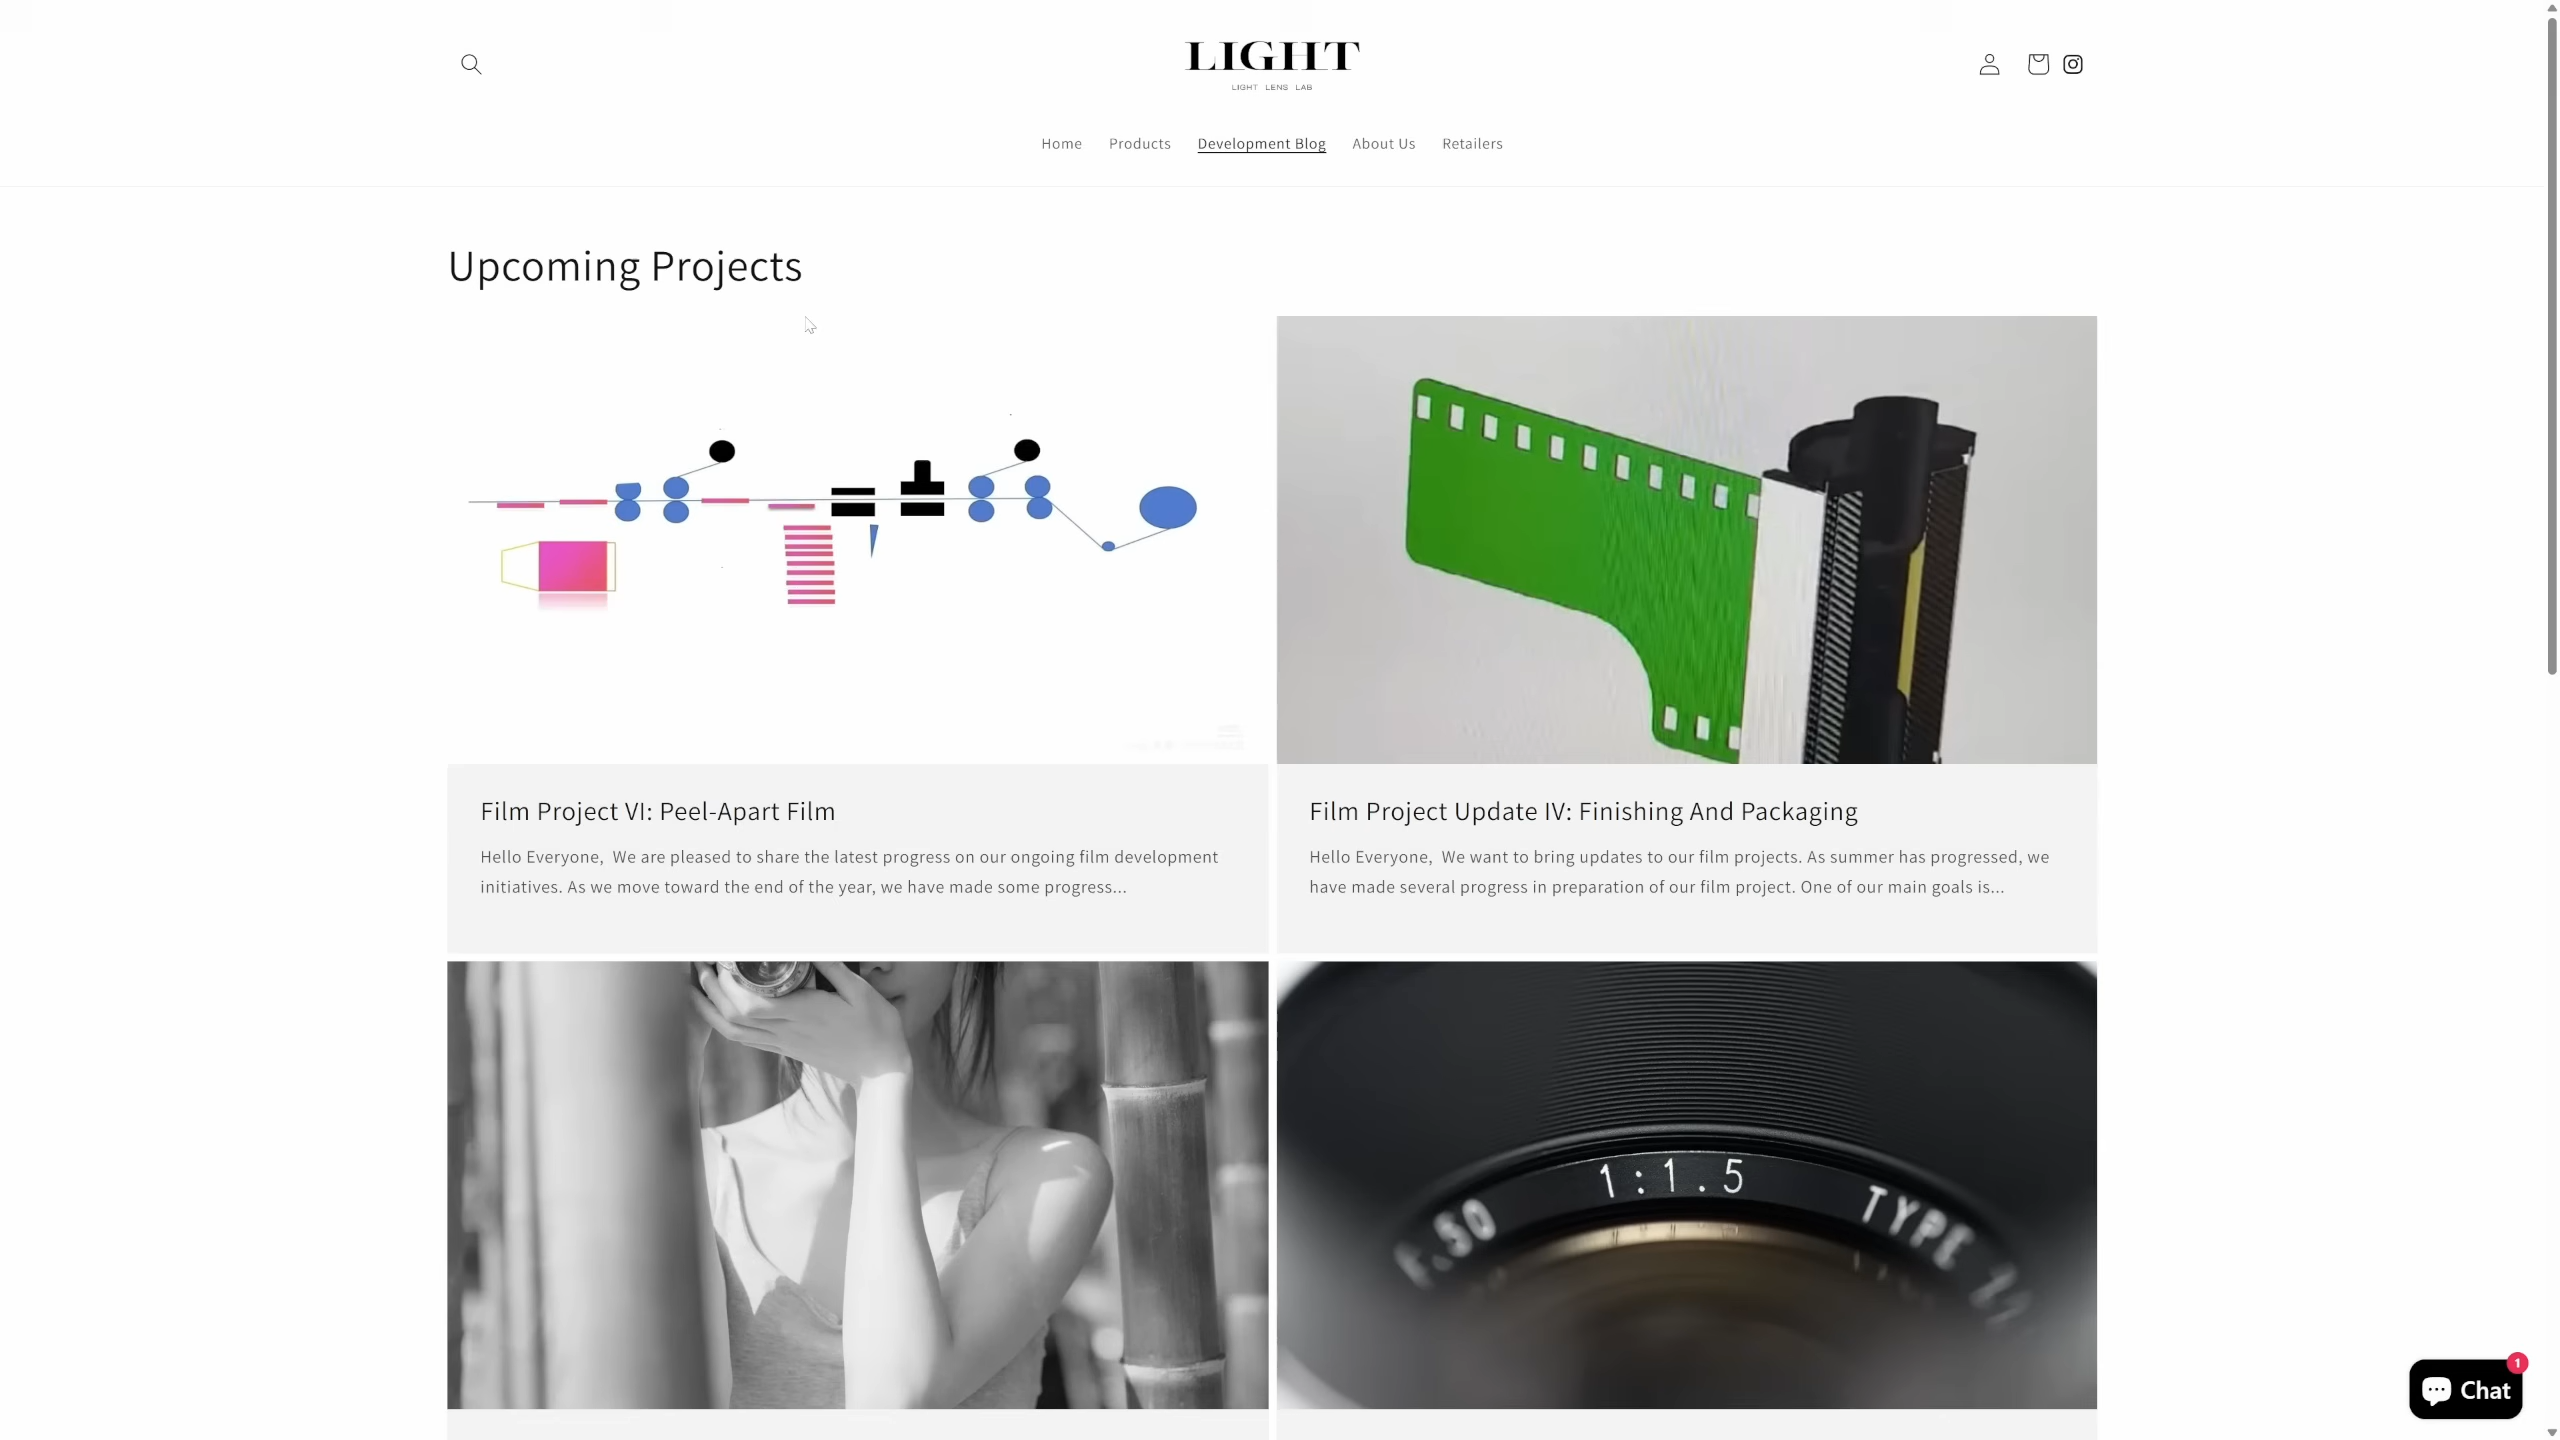 LIGHT
LIGHT LENS LAB
Home Products Development Blog About Us Retailers
Upcoming Projects
Film Project VI: Peel-Apart Film
Hello Everyone,  We are pleased to share the latest progress on our ongoing film development
initiatives. As we move toward the end of the year, we have made some progress...
Film Project Update IV: Finishing And Packaging
Hello Everyone,  We want to bring updates to our film projects. As summer has progressed, we
have made several progress in preparation of our film project. One of our main goals is...
50 1:1.5 TYPE
1
Chat